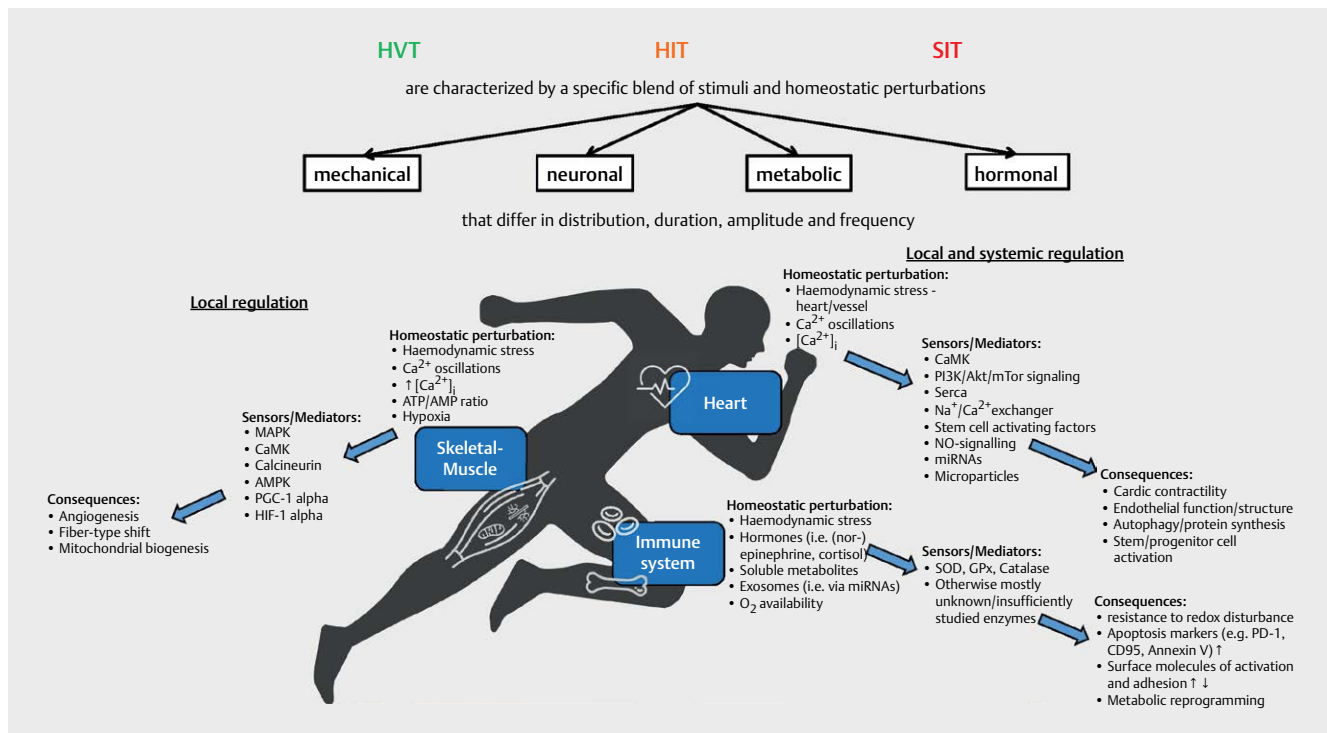 HVT
HIT
SIT
are characterized by a specific blend of stimuli and homeostatic perturbations
mechanical
neuronal
metabolic
hormonal
that differ in distribution, duration, amplitude and frequency
Local regulation
Homeostatic perturbation:
• Haemodynamic stress
• Ca2+ oscillations
• ↑[Ca2+]i
• ATP/AMP ratio
• Hypoxia
Skeletal-
Muscle
Sensors/Mediators:
• MAPK
• CaMK
• Calcineurin
• AMPK
• PGC-1 alpha
• HIF-1 alpha
Consequences:
• Angiogenesis
• Fiber-type shift
• Mitochondrial biogenesis
Local and systemic regulation
Homeostatic perturbation:
• Haemodynamic stress -
heart/vessel
• Ca2+ oscillations
• [Ca2+]i
Heart
Sensors/Mediators:
• CaMK
• PI3K/Akt/mTor signaling
• Serca
• Na+/Ca2+exchanger
• Stem cell activating factors
• NO-signalling
• miRNAs
• Microparticles
Consequences:
• Cardic contractility
• Endothelial function/structure
• Autophagy/protein synthesis
• Stem/progenitor cell
activation
Immune
system
Homeostatic perturbation:
• Haemodynamic stress
• Hormones (i.e. (nor-)
epinephrine, cortisol)
• Soluble metabolites
• Exosomes (i.e. via miRNAs)
• O2 availability
Sensors/Mediators:
• SOD, GPx, Catalase
• Otherwise mostly
unknown/insufficiently
studied enzymes
Consequences:
• resistance to redox disturbance
• Apoptosis markers (e.g. PD-1,
CD95, Annexin V)↑
• Surface molecules of activation
and adhesion↑ ↓
• Metabolic reprogramming